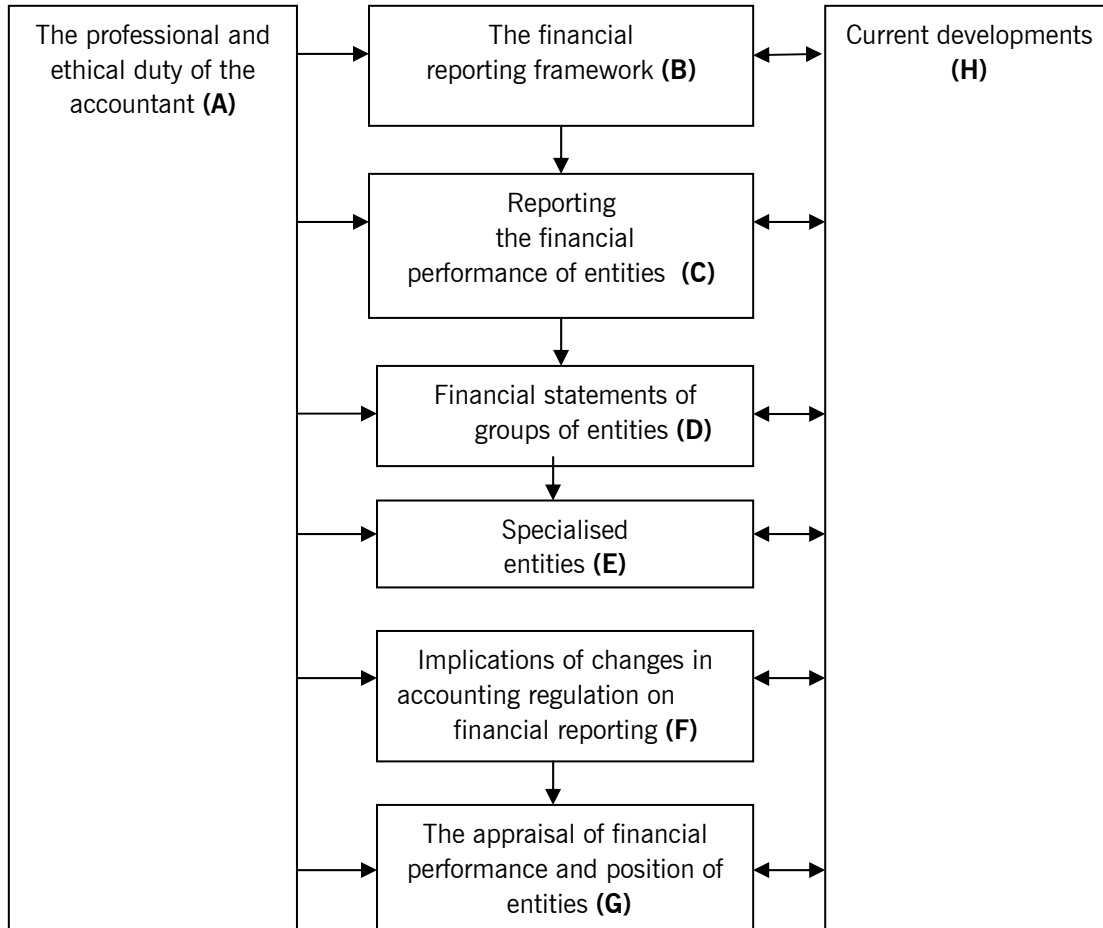 The professional and
ethical duty of the
accountant (A)
The financial
reporting framework (B)
Current developments
(H)
Reporting
the financial
performance of entities (C)
Financial statements of
groups of entities (D)
Specialised
entities (E)
Implications of changes in
accounting regulation on
financial reporting (F)
The appraisal of financial
performance and position of
entities (G)